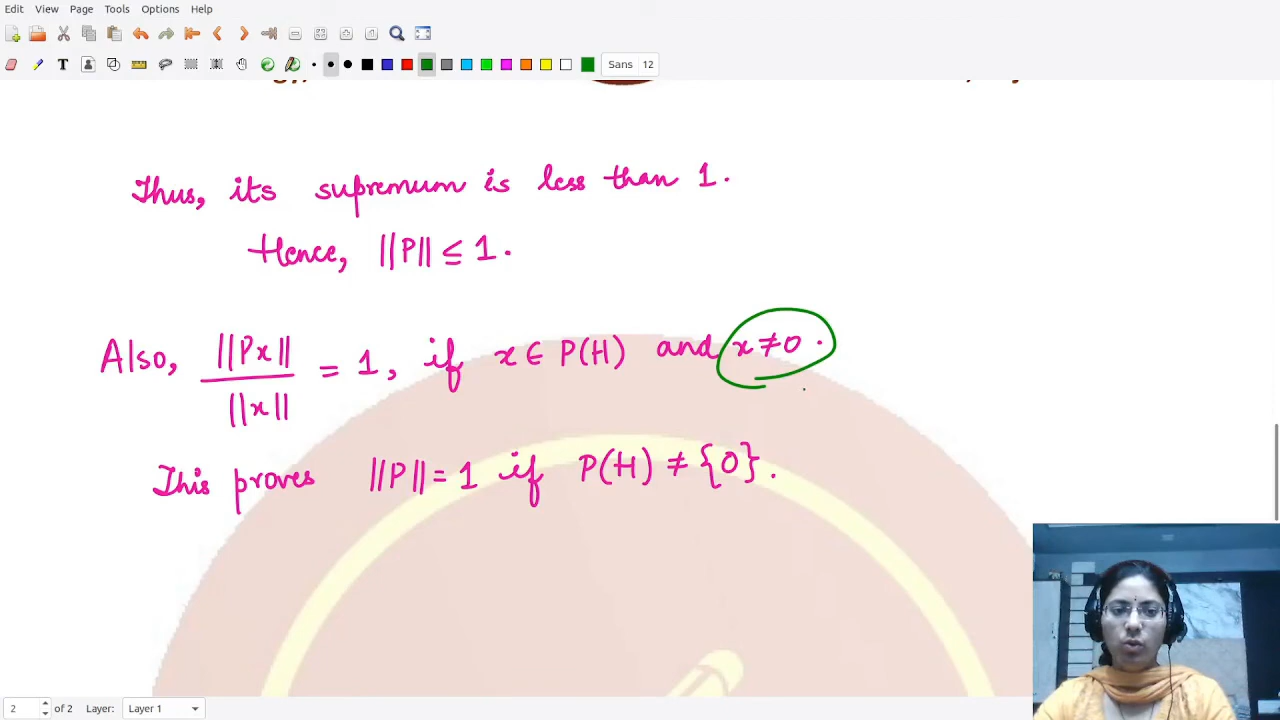 Edit View Page Tools Options Help
Sans 12
Thus, its supremum is less than 1.
Hence, ||P|| ≤ 1.
Also, ||Px|| / ||x|| = 1, if x ∈ P(H) and x ≠ 0.
This proves ||P|| = 1 if P(H) ≠ {0}.
2 of 2 Layer: Layer 1